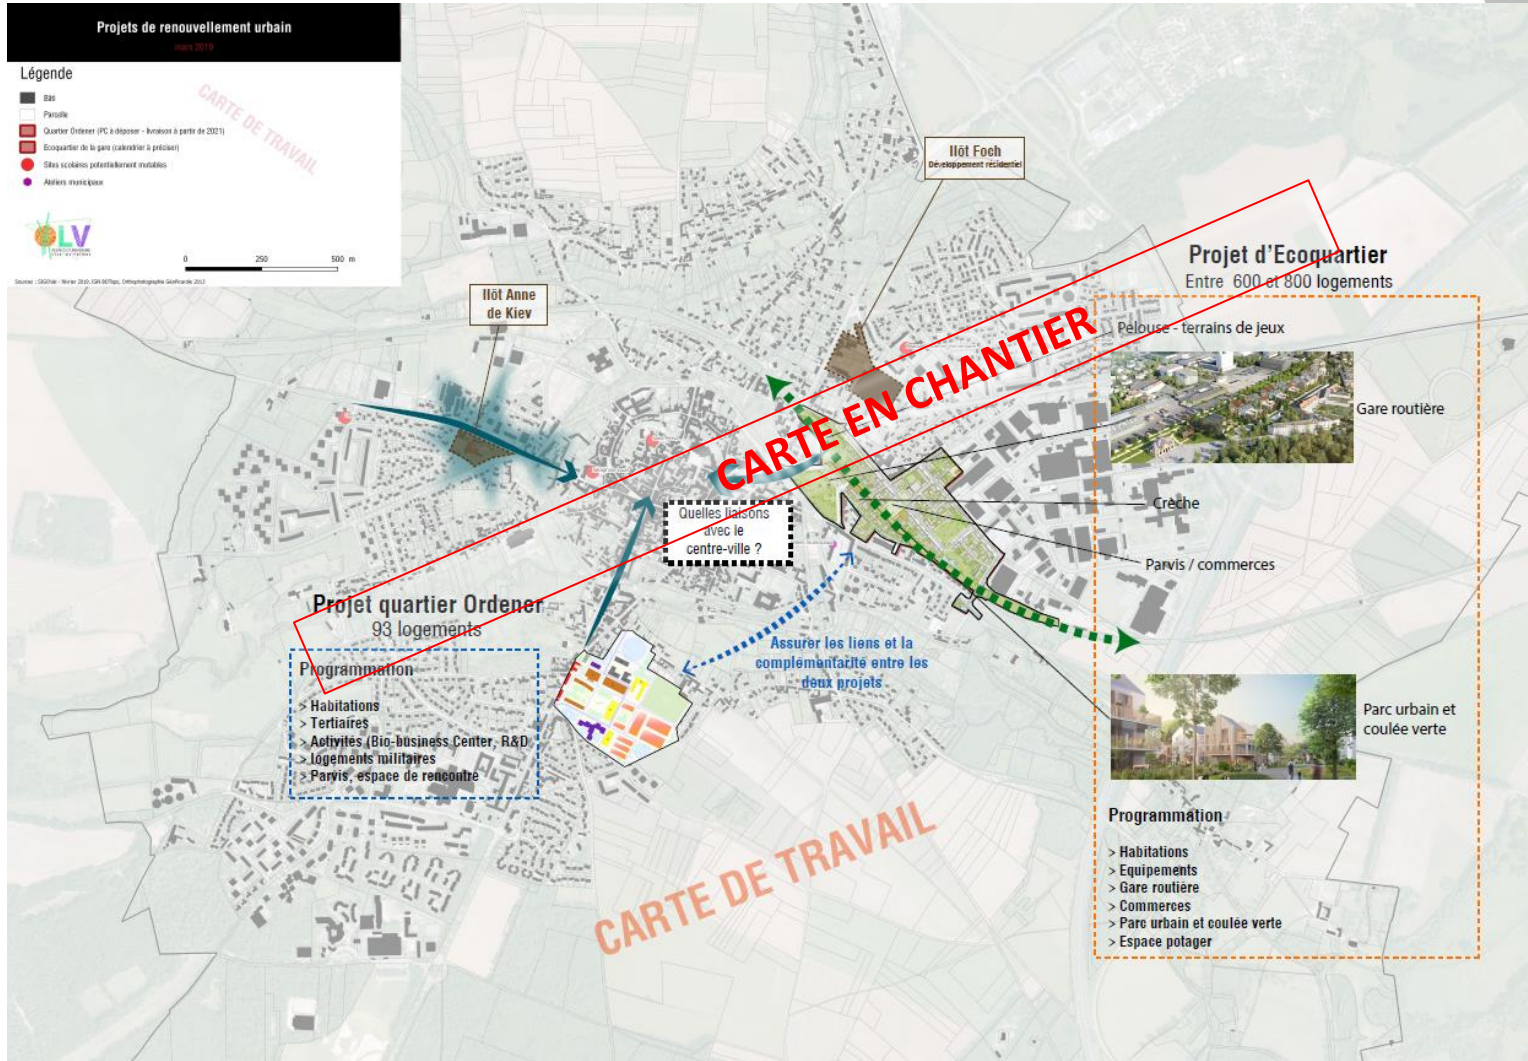 Projets de renouvellement urbain
mars 2019
Légende
Bâti
Parcelle
Quartier Ordener (PC à déposer - livraison à partir de 2021)
Ecoquartier de la gare (calendrier à préciser)
Sites scolaires potentiellement mutables
Ateliers municipaux
CARTE DE TRAVAIL
OLV
0 250 500 m
Ilôt Foch
Développement résidentiel
Ilôt Anne
de Kiev
Projet d'Ecoquartier
Entre 600 et 800 logements
Pelouse - terrains de jeux
Gare routière
Crèche
Parvis / commerces
Parc urbain et
coulée verte
Programmation
> Habitations
> Equipements
> Gare routière
> Commerces
> Parc urbain et coulée verte
> Espace potager
CARTE EN CHANTIER
Quelles liaisons
avec le
centre-ville ?
Assurer les liens et la
complémentarité entre les
deux projets
Projet quartier Ordener
93 logements
Programmation
> Habitations
> Tertiaires
> Activités (Bio-business Center, R&D
> logements militaires
> Parvis, espace de rencontre
CARTE DE TRAVAIL